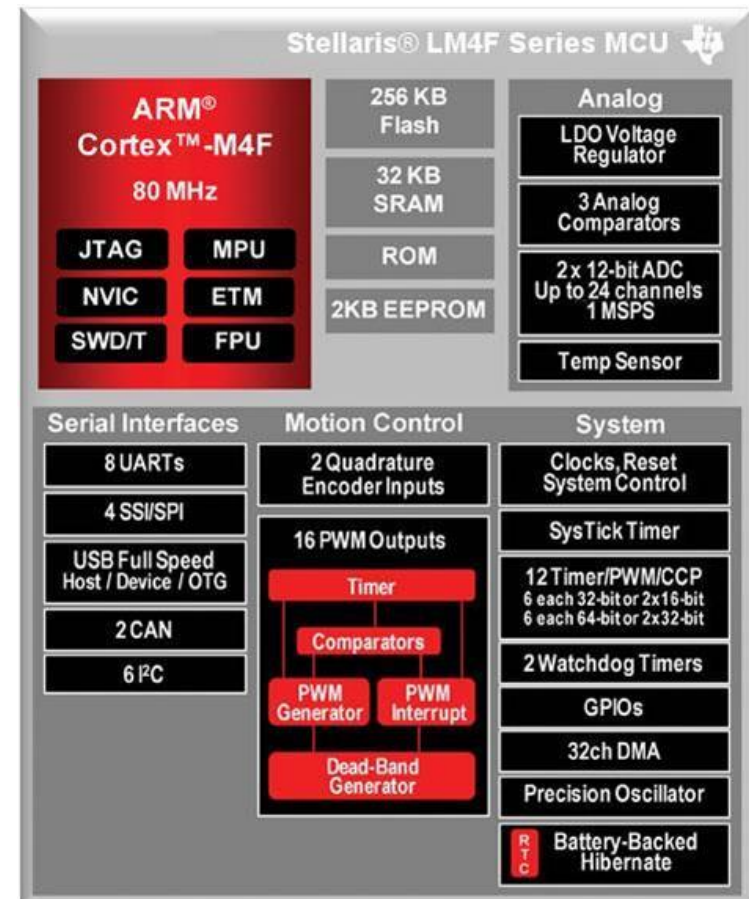 Stellaris® LM4F Series MCU
ARM®
Cortex™-M4F
80 MHz
JTAG
MPU
NVIC
ETM
SWD/T
FPU
256 KB
Flash
32 KB
SRAM
ROM
2KB EEPROM
Analog
LDO Voltage
Regulator
3 Analog
Comparators
2 x 12-bit ADC
Up to 24 channels
1 MSPS
Temp Sensor
Serial Interfaces
8 UARTs
4 SSI/SPI
USB Full Speed
Host / Device / OTG
2 CAN
6 I²C
Motion Control
2 Quadrature
Encoder Inputs
16 PWM Outputs
Timer
Comparators
PWM
Generator
PWM
Interrupt
Dead-Band
Generator
System
Clocks, Reset
System Control
SysTick Timer
12 Timer/PWM/CCP
6 each 32-bit or 2x16-bit
6 each 64-bit or 2x32-bit
2 Watchdog Timers
GPIOs
32ch DMA
Precision Oscillator
RTC
Battery-Backed
Hibernate